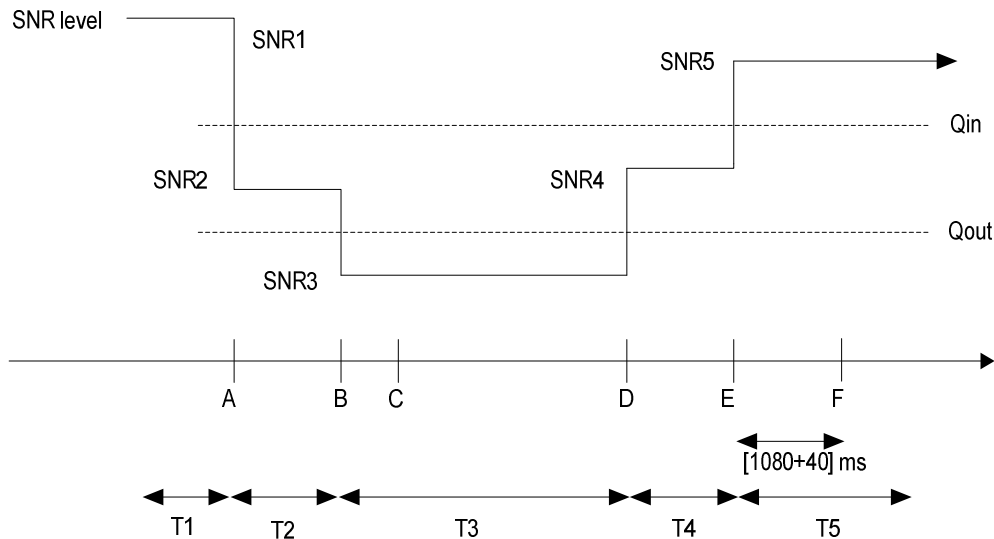 SNR level
SNR1
SNR5
Qin
SNR2
SNR4
Qout
SNR3
A B C D E F
[1080+40] ms
T1 T2 T3 T4 T5